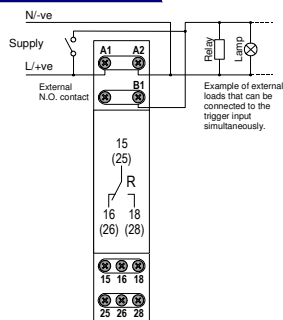 N/-ve
Supply
L/+ve
External
N.O. contact
A1 A2
B1
Relay
Lamp
Example of external
loads that can be
connected to the
trigger input
simultaneously.
15
(25)
R
16 18
(26) (28)
15 16 18
25 26 28